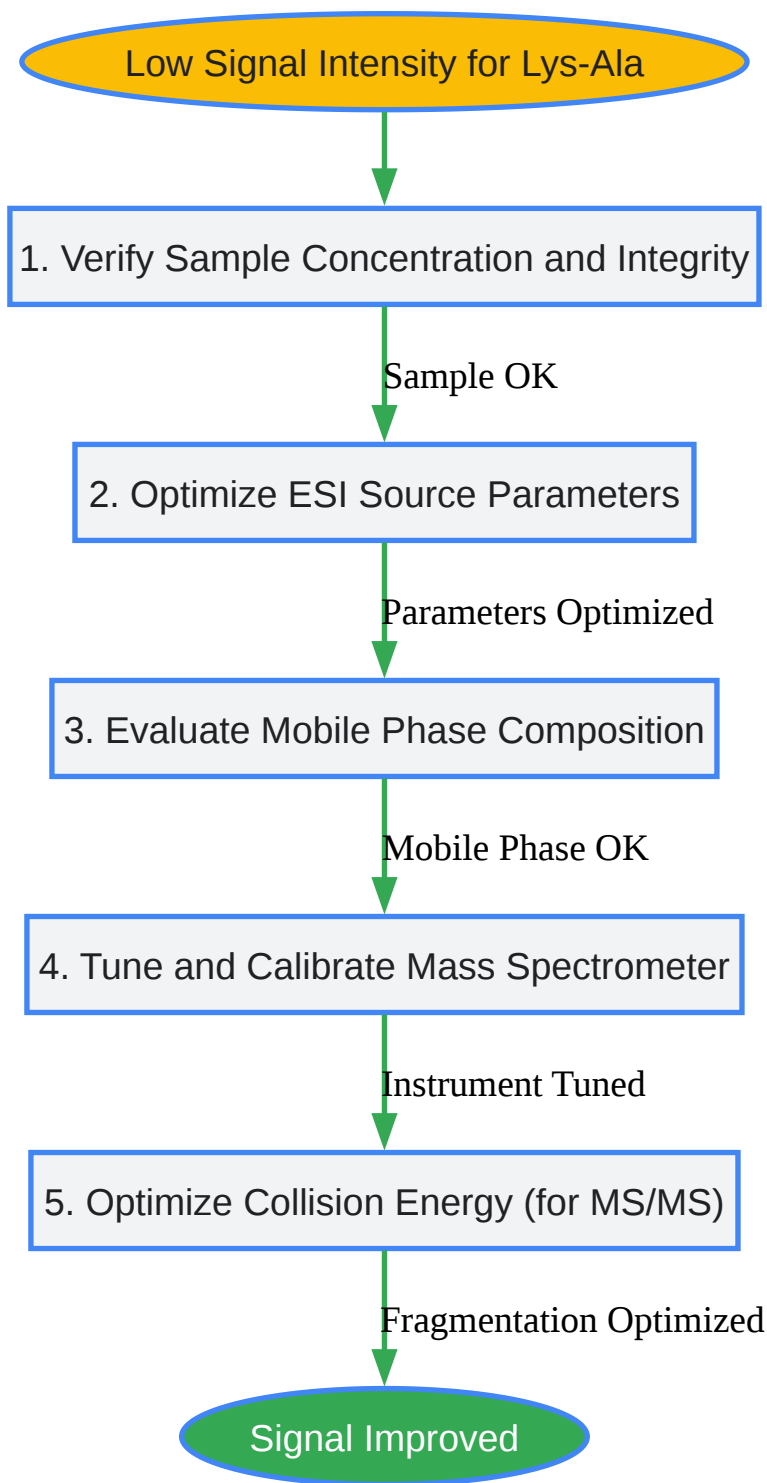 Low Signal Intensity for Lys-Ala
1. Verify Sample Concentration and Integrity
Sample OK
2. Optimize ESI Source Parameters
Parameters Optimized
3. Evaluate Mobile Phase Composition
Mobile Phase OK
4. Tune and Calibrate Mass Spectrometer
Instrument Tuned
5. Optimize Collision Energy (for MS/MS)
Fragmentation Optimized
Signal Improved